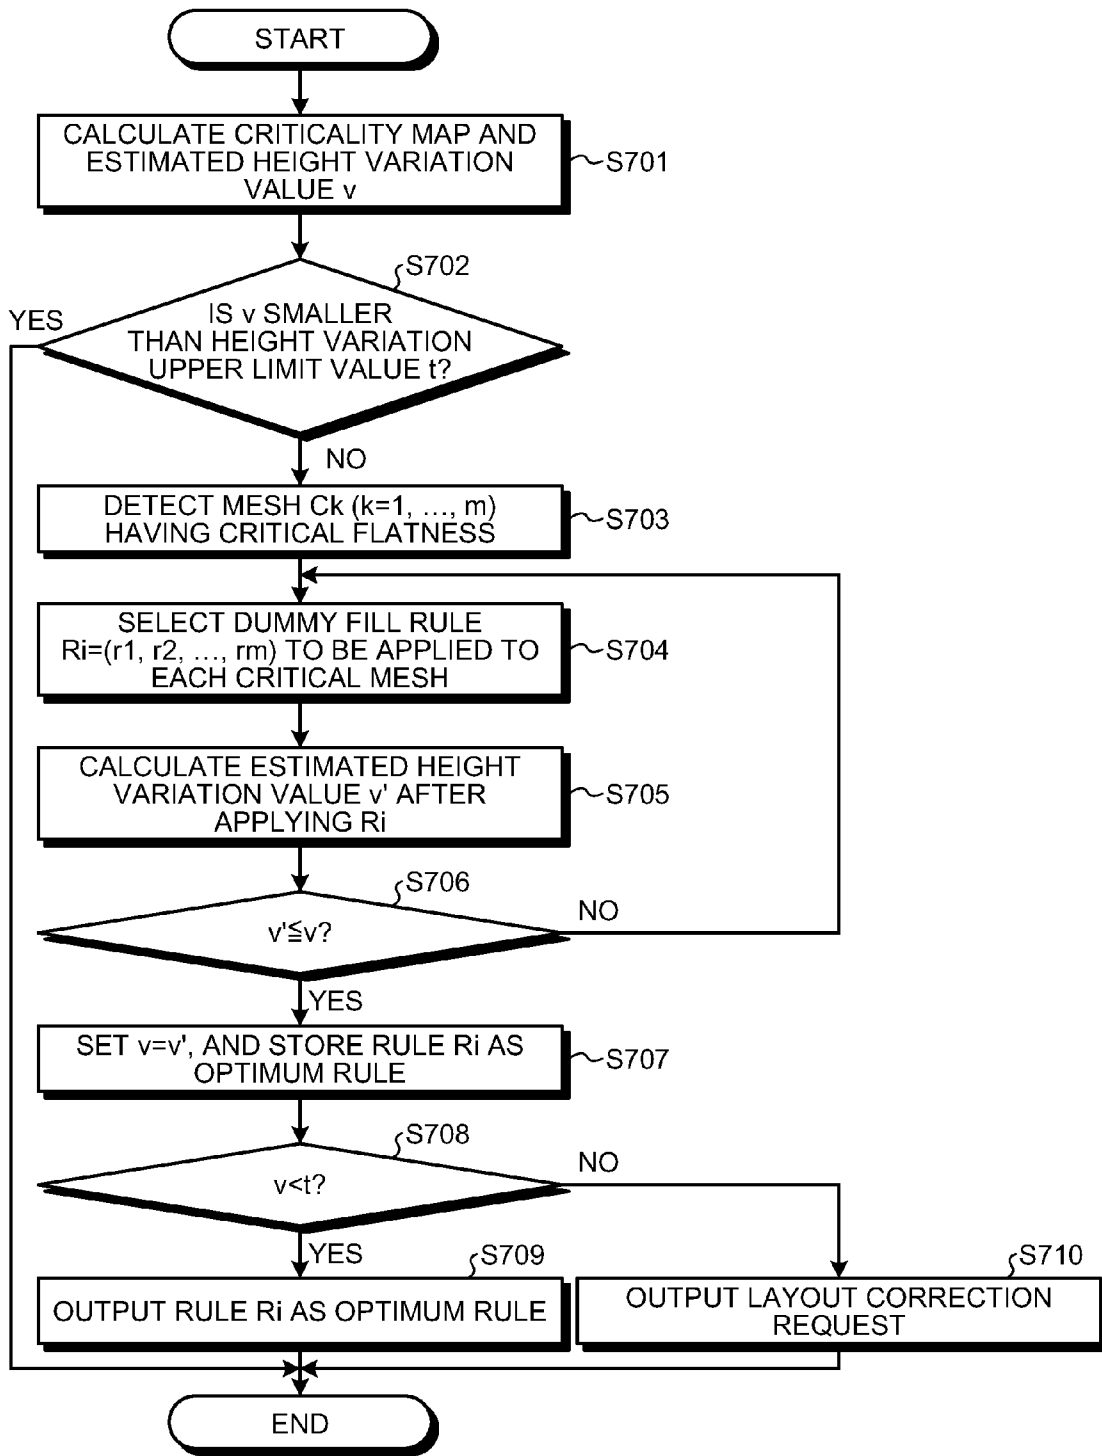 START
CALCULATE CRITICALITY MAP AND
ESTIMATED HEIGHT VARIATION
VALUE v
S701
S702
YES
IS v SMALLER
THAN HEIGHT VARIATION
UPPER LIMIT VALUE t?
NO
DETECT MESH Ck (k=1, ..., m)
HAVING CRITICAL FLATNESS
S703
SELECT DUMMY FILL RULE
Ri=(r1, r2, ..., rm) TO BE APPLIED TO
EACH CRITICAL MESH
S704
CALCULATE ESTIMATED HEIGHT
VARIATION VALUE v' AFTER
APPLYING Ri
S705
S706
v'≦v?
NO
YES
SET v=v', AND STORE RULE Ri AS
OPTIMUM RULE
S707
S708
v<t?
NO
YES
S709
OUTPUT RULE Ri AS OPTIMUM RULE
S710
OUTPUT LAYOUT CORRECTION
REQUEST
END